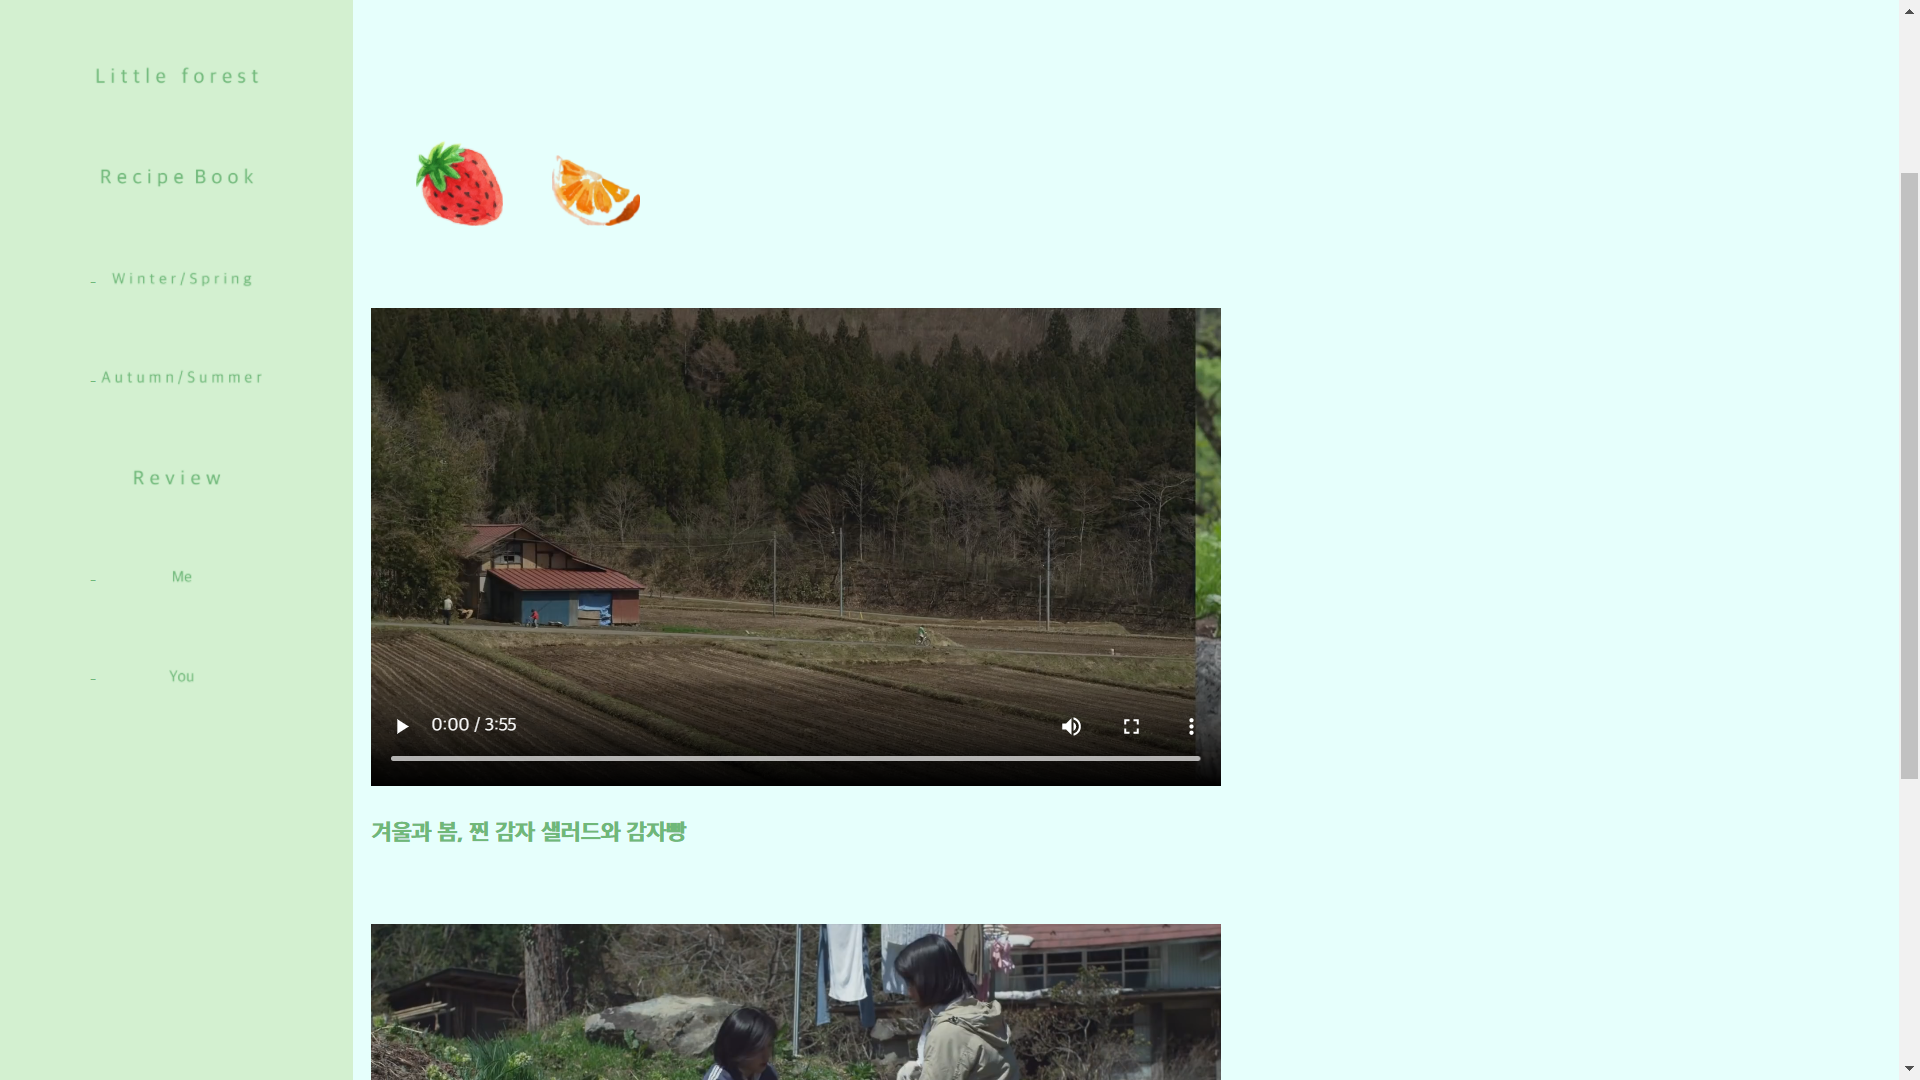 Little forest
Recipe Book
- Winter/Spring
- Autumn/Summer
Review
- Me
- You
0:00 / 3:55
겨울과 봄, 찐 감자 샐러드와 감자빵